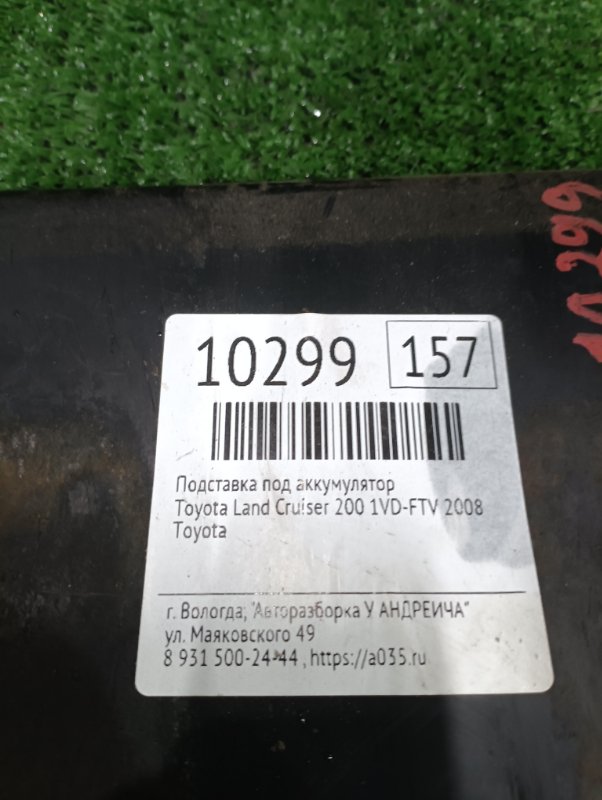 10299
10299 157
Подставка под аккумулятор
Toyota Land Cruiser 200 1VD-FTV 2008
Toyota
г. Вологда, "Авторазборка У АНДРЕИЧА"
ул. Маяковского 49
8 931 500-24-44 , https://a035.ru